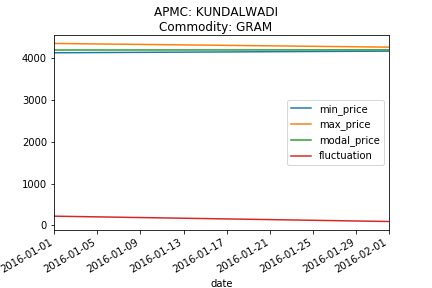 APMC: KUNDALWADI
Commodity: GRAM
4000
3000
2000
1000
0
min_price
max_price
modal_price
fluctuation
2016-01-01
2016-01-05
2016-01-09
2016-01-13
2016-01-17
2016-01-21
2016-01-25
2016-01-29
2016-02-01
date